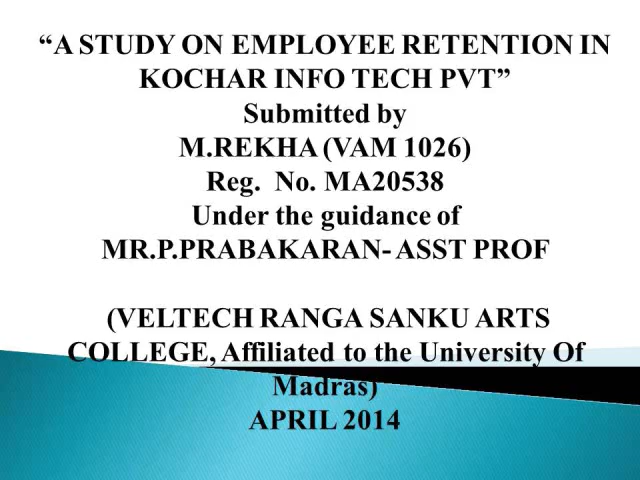 “A STUDY ON EMPLOYEE RETENTION IN
KOCHAR INFO TECH PVT”
Submitted by
M.REKHA (VAM 1026)
Reg. No. MA20538
Under the guidance of
MR.P.PRABAKARAN- ASST PROF
(VELTECH RANGA SANKU ARTS
COLLEGE, Affiliated to the University Of
Madras)
APRIL 2014